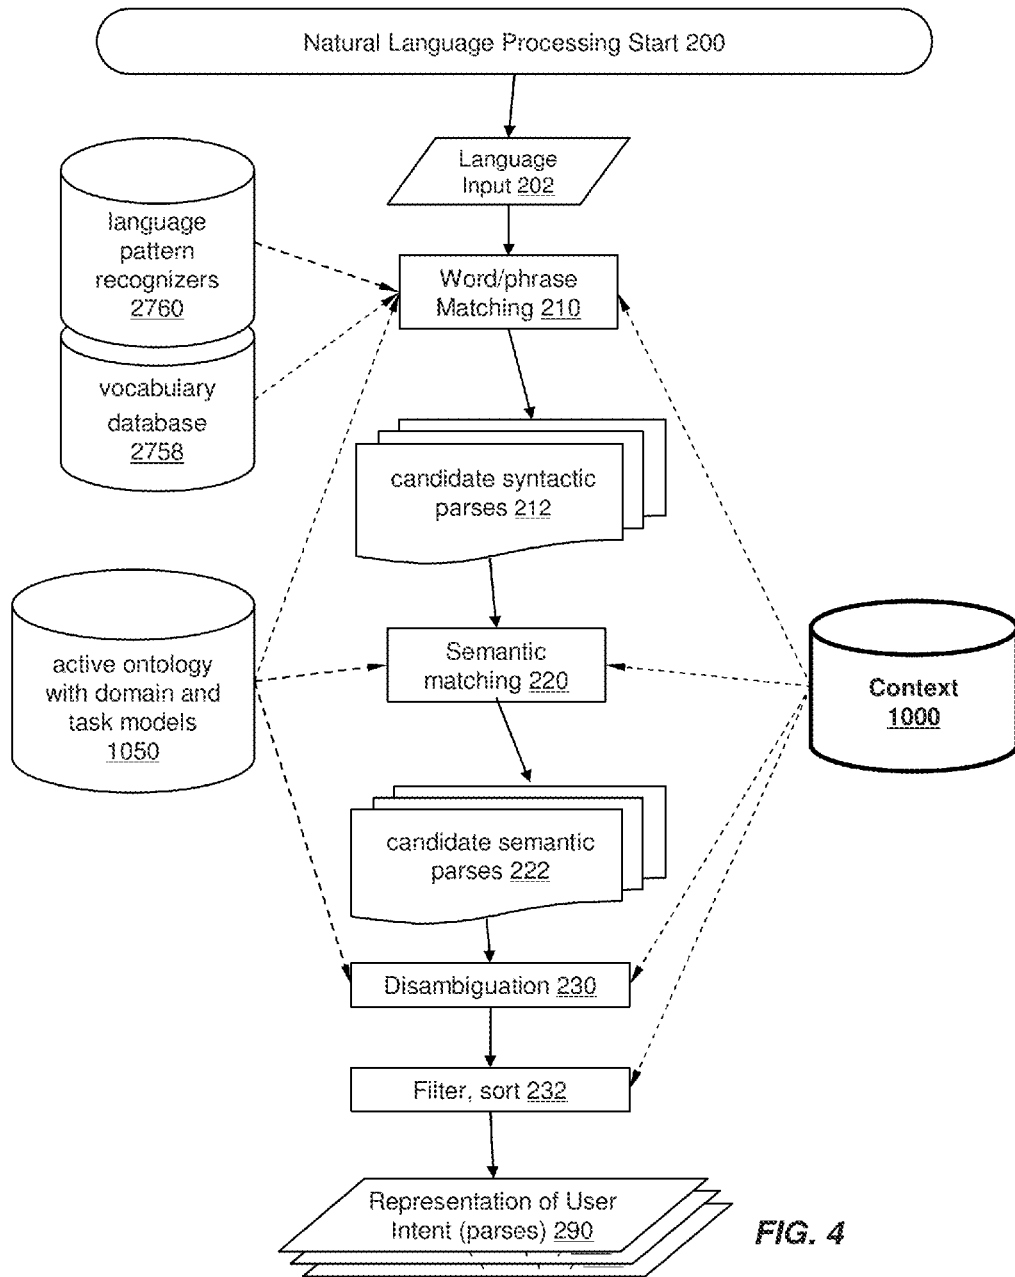 Natural Language Processing Start 200
Language
Input 202
language
pattern
recognizers
2760
Word/phrase
Matching 210
vocabulary
database
2758
candidate syntactic
parses 212
active ontology
with domain and
task models
1050
Semantic
matching 220
Context
1000
candidate semantic
parses 222
Disambiguation 230
Filter, sort 232
Representation of User
Intent (parses) 290
FIG. 4